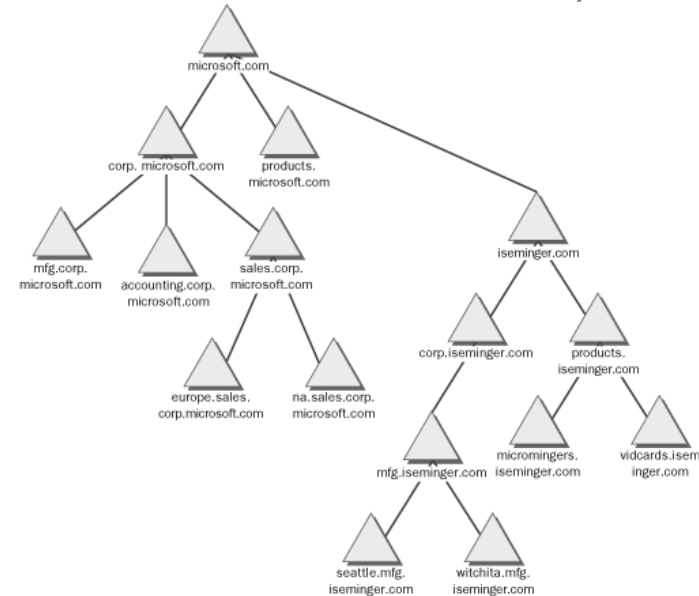 microsoft.com
corp. microsoft.com
products.
microsoft.com
mfg.corp.
microsoft.com
accounting.corp.
microsoft.com
sales.corp.
microsoft.com
iseminger.com
europe.sales.
corp.microsoft.com
na.sales.corp.
microsoft.com
corp.iseminger.com
products.
iseminger.com
mfg.iseminger.com
micromingers.
iseminger.com
vidcards.isem
inger.com
seattle.mfg.
iseminger.com
witchita.mfg.
iseminger.com